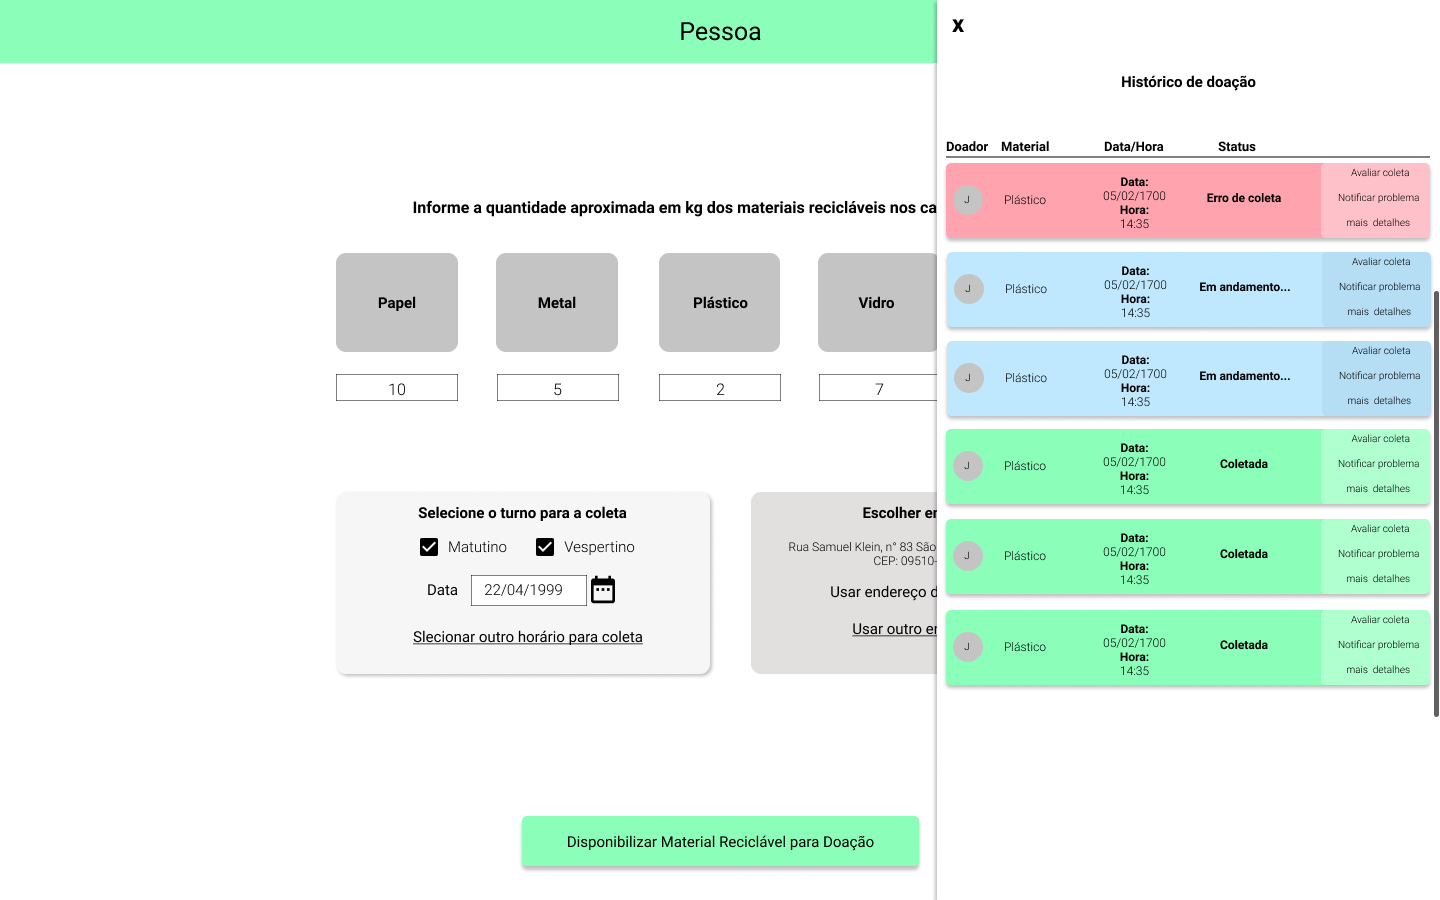 Pessoa
Informe a quantidade aproximada em kg dos materiais recicláveis nos ca
Papel
Metal
Plástico
Vidro
10
5
2
7
Selecione o turno para a coleta
Matutino
Vespertino
Data
22/04/1999
Slecionar outro horário para coleta
Escolher en
Rua Samuel Klein, n° 83 São
CEP: 09510-
Usar endereço d
Usar outro en
Disponibilizar Material Reciclável para Doação
X
Histórico de doação
Doador Material Data/Hora Status
J
Plástico
Data:
05/02/1700
Hora:
14:35
Erro de coleta
Avaliar coleta
Notificar problema
mais detalhes
J
Plástico
Data:
05/02/1700
Hora:
14:35
Em andamento...
Avaliar coleta
Notificar problema
mais detalhes
J
Plástico
Data:
05/02/1700
Hora:
14:35
Em andamento...
Avaliar coleta
Notificar problema
mais detalhes
J
Plástico
Data:
05/02/1700
Hora:
14:35
Coletada
Avaliar coleta
Notificar problema
mais detalhes
J
Plástico
Data:
05/02/1700
Hora:
14:35
Coletada
Avaliar coleta
Notificar problema
mais detalhes
J
Plástico
Data:
05/02/1700
Hora:
14:35
Coletada
Avaliar coleta
Notificar problema
mais detalhes